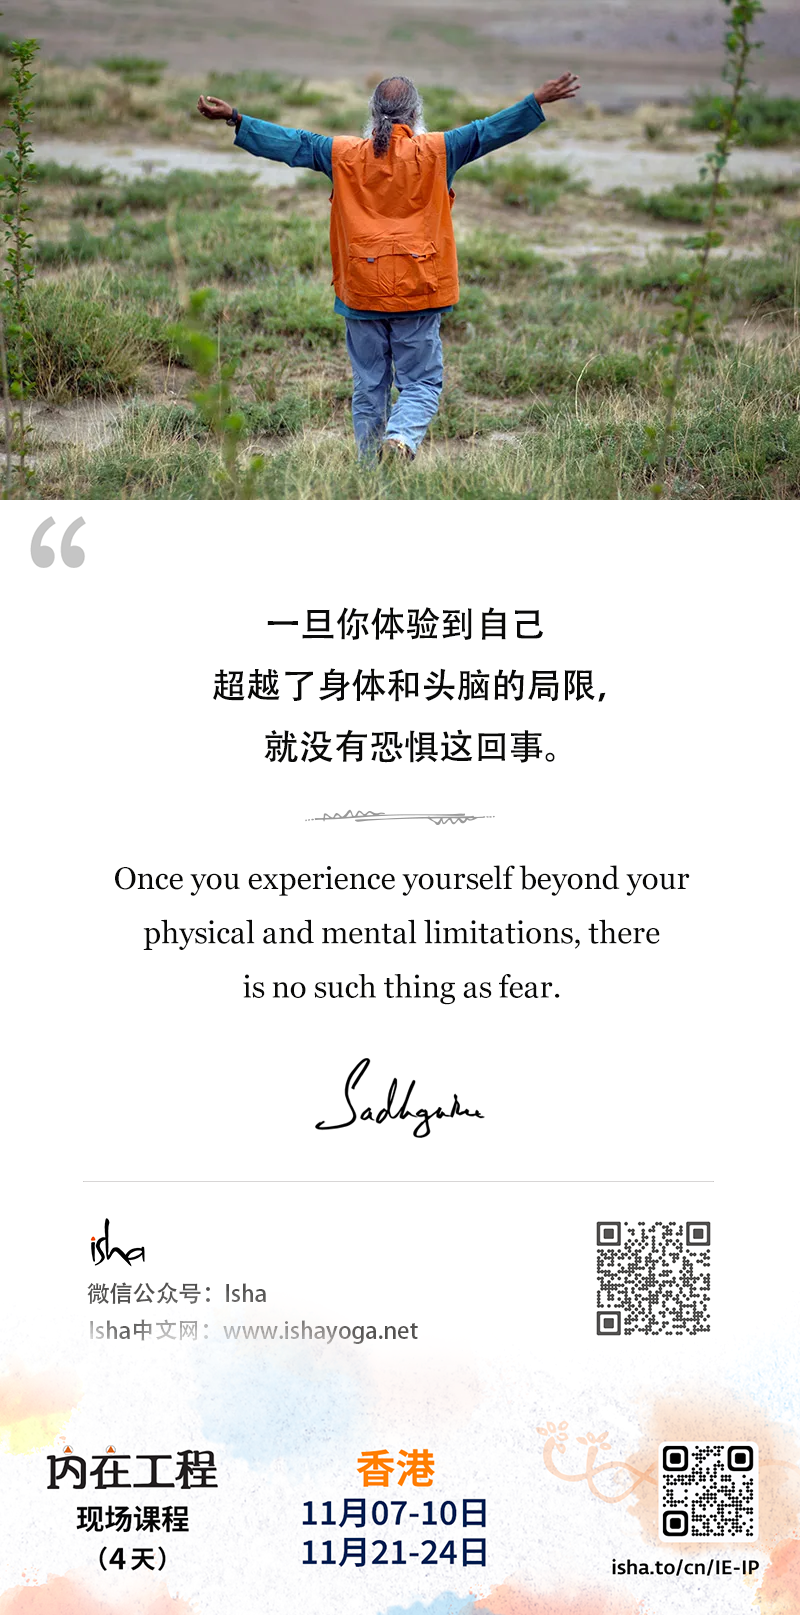 “
一旦你体验到自己
超越了身体和头脑的局限，
就没有恐惧这回事。
Once you experience yourself beyond your
physical and mental limitations, there
is no such thing as fear.
Sadhguru
isha
微信公众号：Isha
Isha中文网：www.ishayoga.net
内在工程
现场课程
（4天）
香港
11月07-10日
11月21-24日
isha.to/cn/IE-IP